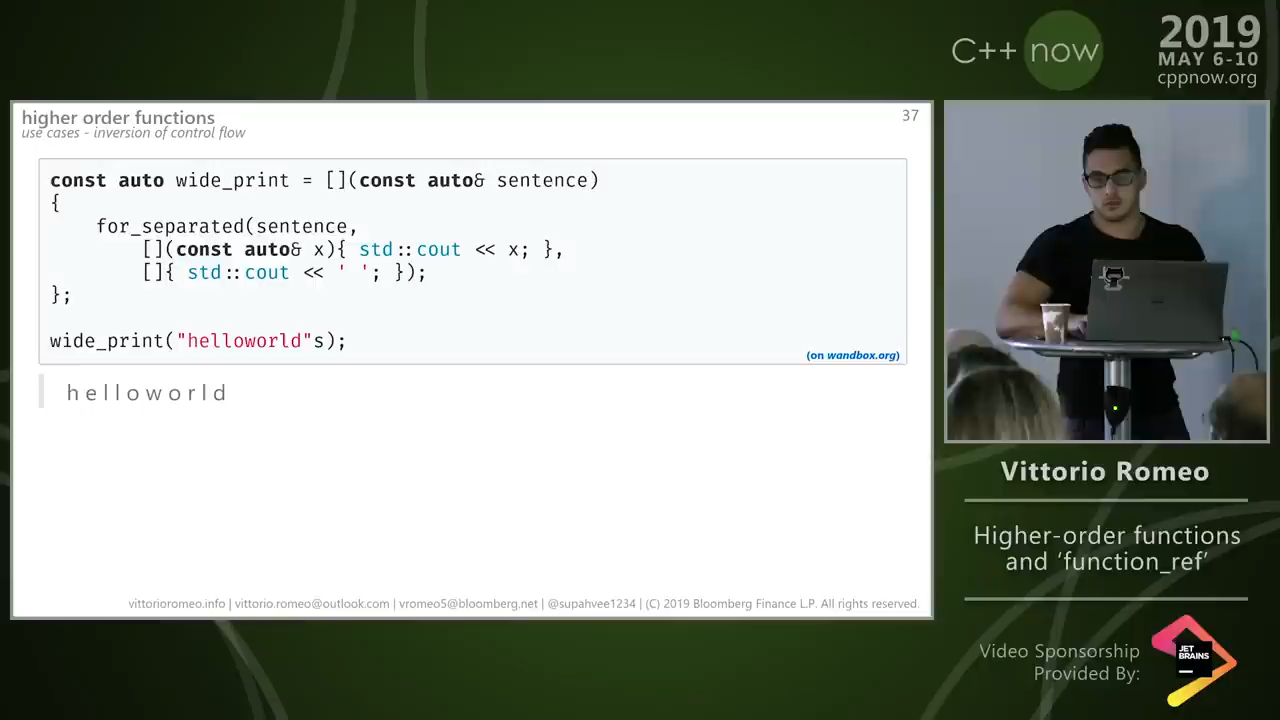 C++ now
2019
MAY 6-10
cppnow.org
higher order functions
use cases - inversion of control flow
37
const auto wide_print = [](const auto& sentence)
{
    for_separated(sentence,
        [](const auto& x){ std::cout << x; },
        []{ std::cout << ' '; });
};
wide_print("helloworld"s);
(on wandbox.org)
h e l l o w o r l d
vittorioromeo.info | vittorio.romeo@outlook.com | vromeo5@bloomberg.net | @supahvee1234 | (C) 2019 Bloomberg Finance L.P. All rights reserved.
Vittorio Romeo
Higher-order functions
and ‘function_ref’
Video Sponsorship
Provided By:
JET
BRAINS